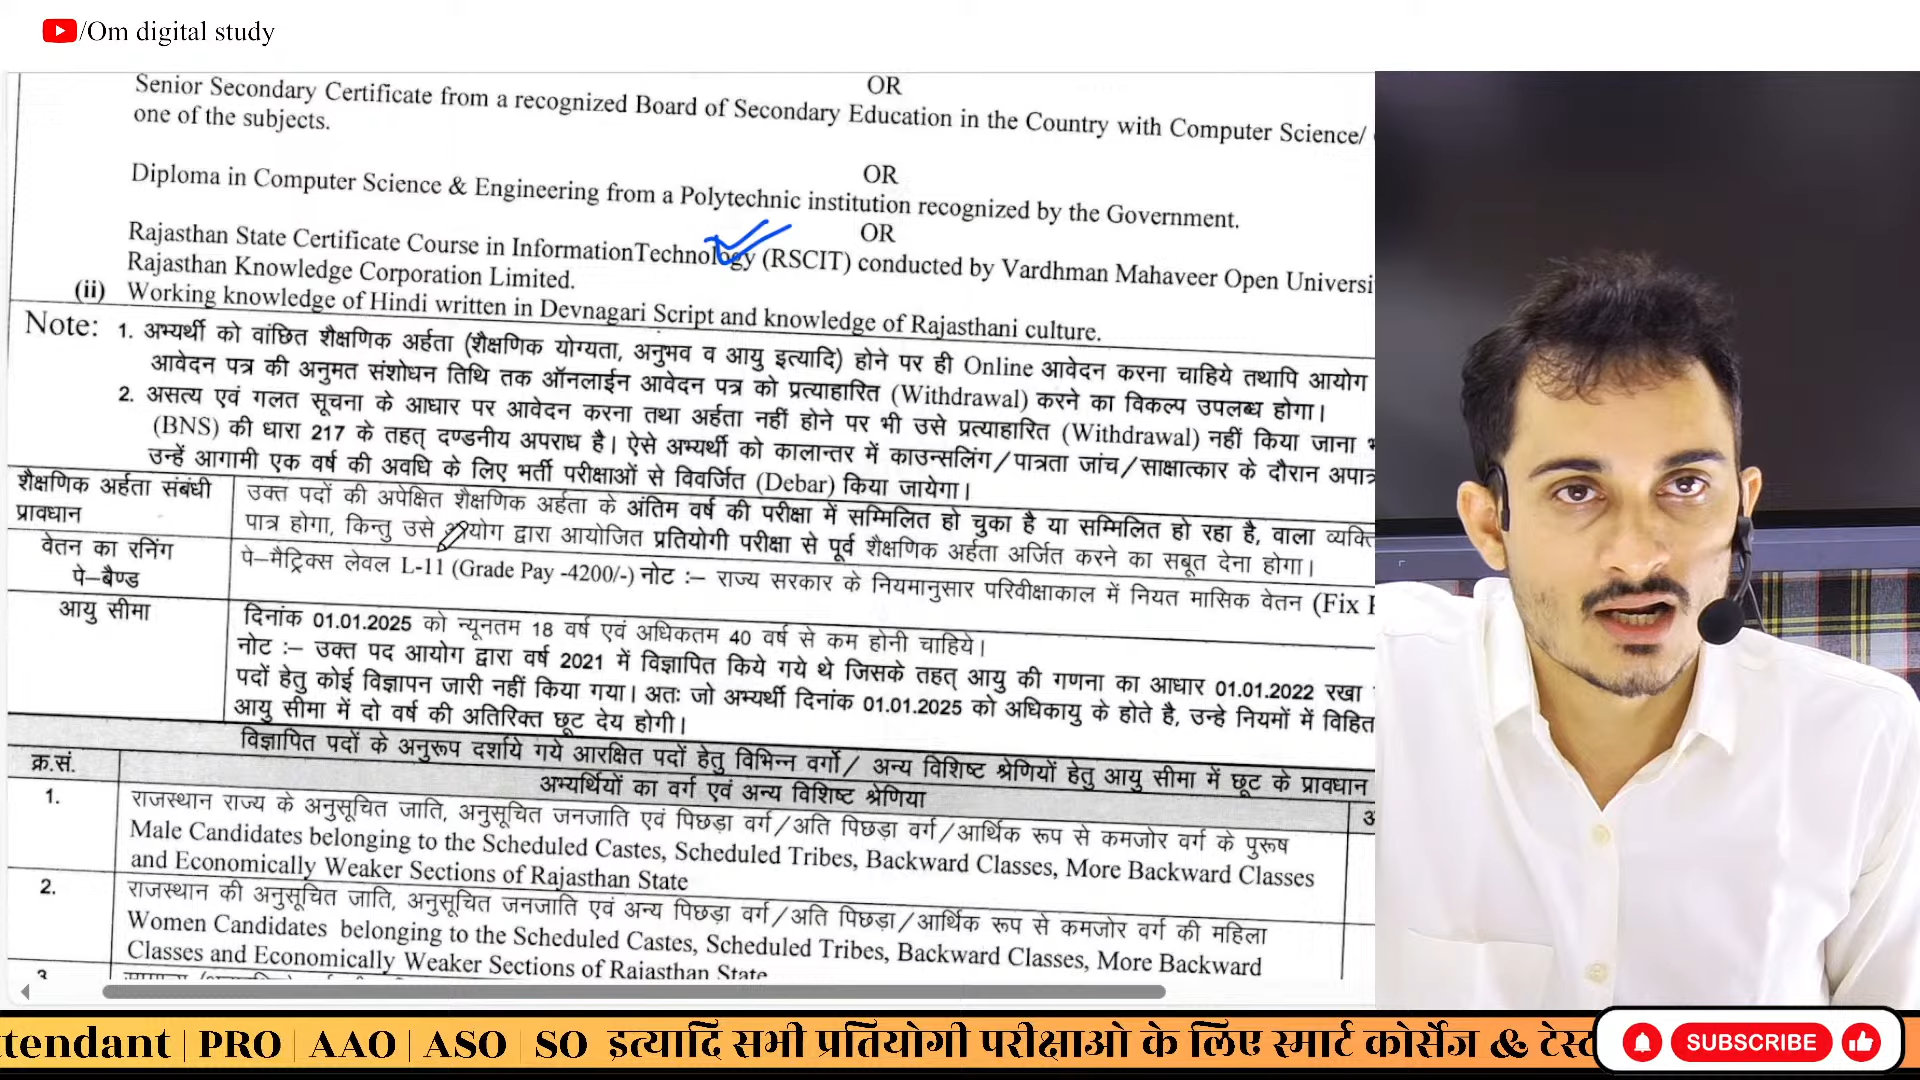 /Om digital study
OR
Senior Secondary Certificate from a recognized Board of Secondary Education in the Country with Computer Science/
one of the subjects.
OR
Diploma in Computer Science & Engineering from a Polytechnic institution recognized by the Government.
OR
Rajasthan State Certificate Course in InformationTechnology (RSCIT) conducted by Vardhman Mahaveer Open Universi
Rajasthan Knowledge Corporation Limited.
(ii) Working knowledge of Hindi written in Devnagari Script and knowledge of Rajasthani culture.
Note: 1. अभ्यर्थी को वांछित शैक्षणिक अर्हता (शैक्षणिक योग्यता, अनुभव व आयु इत्यादि) होने पर ही Online आवेदन करना चाहिये तथापि आयोग
आवेदन पत्र की अनुमत संशोधन तिथि तक ऑनलाईन आवेदन पत्र को प्रत्याहारित (Withdrawal) करने का विकल्प उपलब्ध होगा।
2. असत्य एवं गलत सूचना के आधार पर आवेदन करना तथा अर्हता नहीं होने पर भी उसे प्रत्याहारित (Withdrawal) नहीं किया जाना
(BNS) की धारा 217 के तहत् दण्डनीय अपराध है। ऐसे अभ्यर्थी को कालान्तर में काउन्सलिंग/पात्रता जांच/साक्षात्कार के दौरान अपात्र
उन्हें आगामी एक वर्ष की अवधि के लिए भर्ती परीक्षाओं से विवर्जित (Debar) किया जायेगा।
शैक्षणिक अर्हता संबंधी
प्रावधान
उक्त पदों की अपेक्षित शैक्षणिक अर्हता के अंतिम वर्ष की परीक्षा में सम्मिलित हो चुका है या सम्मिलित हो रहा है, वाला व्यक्ति
पात्र होगा, किन्तु उसे आयोग द्वारा आयोजित प्रतियोगी परीक्षा से पूर्व शैक्षणिक अर्हता अर्जित करने का सबूत देना होगा।
वेतन का रनिंग
पे–बैण्ड
पे–मैट्रिक्स लेवल L-11 (Grade Pay -4200/-) नोट :– राज्य सरकार के नियमानुसार परिवीक्षाकाल में नियत मासिक वेतन (Fix
आयु सीमा
दिनांक 01.01.2025 को न्यूनतम 18 वर्ष एवं अधिकतम 40 वर्ष से कम होनी चाहिये।
नोट :– उक्त पद आयोग द्वारा वर्ष 2021 में विज्ञापित किये गये थे जिसके तहत् आयु की गणना का आधार 01.01.2022 रखा
पदों हेतु कोई विज्ञापन जारी नहीं किया गया। अतः जो अभ्यर्थी दिनांक 01.01.2025 को अधिकायु के होते है, उन्हे नियमों में विहित
आयु सीमा में दो वर्ष की अतिरिक्त छूट देय होगी।
विज्ञापित पदों के अनुरूप दर्शाये गये आरक्षित पदों हेतु विभिन्न वर्गो/ अन्य विशिष्ट श्रेणियों हेतु आयु सीमा में छूट के प्रावधान
क्र.सं.
अभ्यर्थियों का वर्ग एवं अन्य विशिष्ट श्रेणिया
1.
राजस्थान राज्य के अनुसूचित जाति, अनुसूचित जनजाति एवं पिछड़ा वर्ग/अति पिछड़ा वर्ग/आर्थिक रूप से कमजोर वर्ग के पुरूष
Male Candidates belonging to the Scheduled Castes, Scheduled Tribes, Backward Classes, More Backward Classes
and Economically Weaker Sections of Rajasthan State
2.
राजस्थान की अनुसूचित जाति, अनुसूचित जनजाति एवं अन्य पिछड़ा वर्ग/अति पिछड़ा/आर्थिक रूप से कमजोर वर्ग की महिला
Women Candidates belonging to the Scheduled Castes, Scheduled Tribes, Backward Classes, More Backward
Classes and Economically Weaker Sections of Rajasthan State
3
ttendant | PRO | AAO | ASO | SO इत्यादि सभी प्रतियोगी परीक्षाओ के लिए स्मार्ट कोर्सेज & टेस्ट
SUBSCRIBE